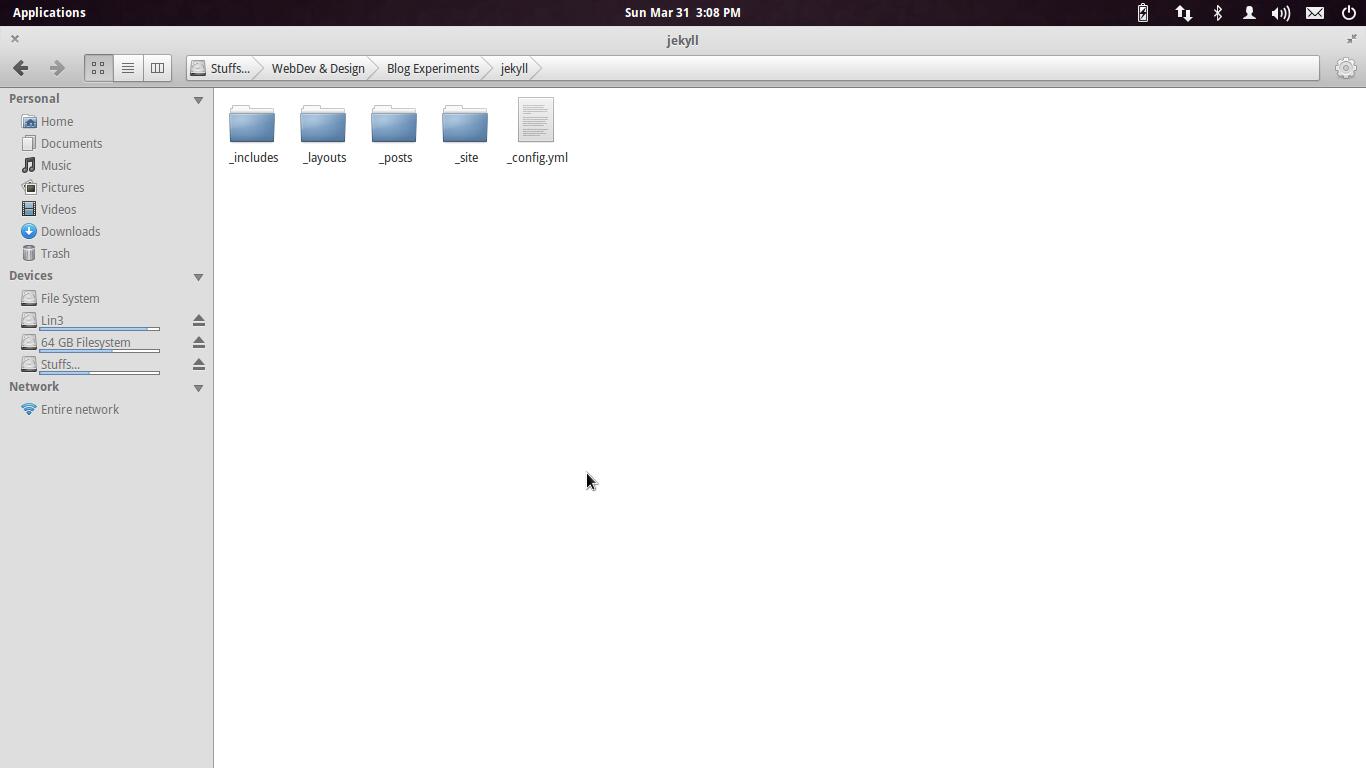 Applications
Sun Mar 31 3:08 PM
jekyll
Stuffs... WebDev & Design Blog Experiments jekyll
Personal
Home
Documents
Music
Pictures
Videos
Downloads
Trash
Devices
File System
Lin3
64 GB Filesystem
Stuffs...
Network
Entire network
_includes
_layouts
_posts
_site
_config.yml